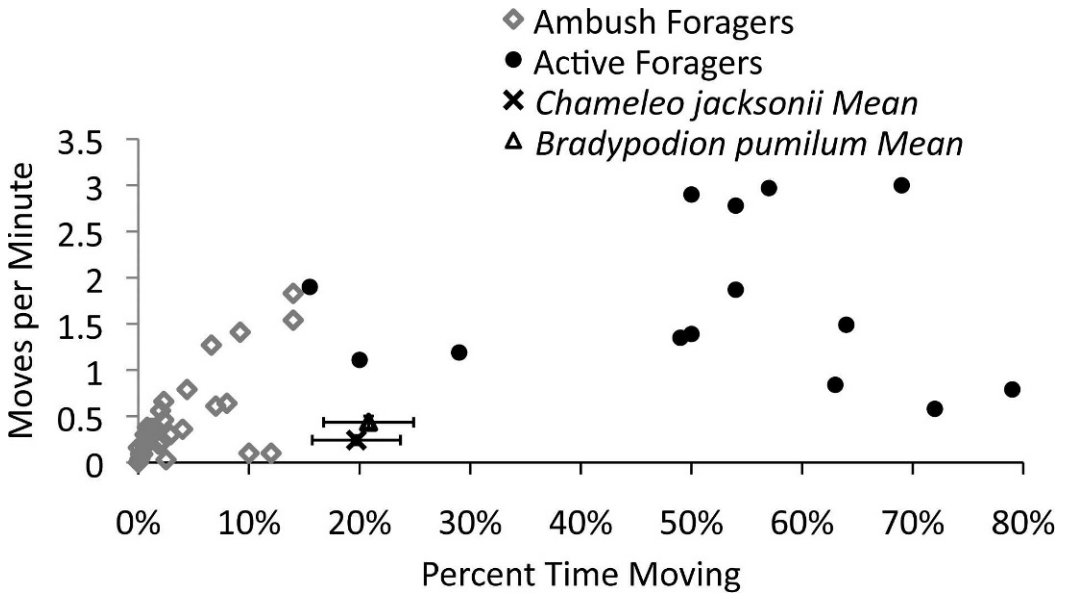 Ambush Foragers
Active Foragers
Chameleo jacksonii Mean
Bradypodion pumilum Mean
Moves per Minute
3.5
3
2.5
2
1.5
1
0.5
0
0% 10% 20% 30% 40% 50% 60% 70% 80%
Percent Time Moving